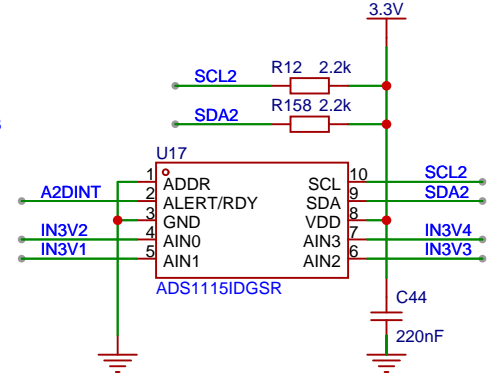 3.3V
R12 2.2k
SCL2
R158 2.2k
SDA2
U17
1 ADDR SCL 10 SCL2
A2DINT 2 ALERT/RDY SDA 9 SDA2
3 GND VDD 8
IN3V2 4 AIN0 AIN3 7 IN3V4
IN3V1 5 AIN1 AIN2 6 IN3V3
ADS1115IDGSR
C44
220nF